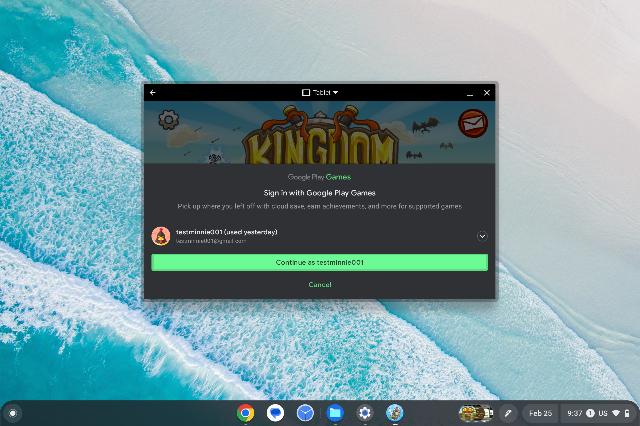 Tablet
KINGDOM
Google Play Games
Sign in with Google Play Games
Pick up where you left off with cloud save, earn achievements, and more for supported games
testminnie001 (used yesterday)
testminnie001@gmail.com
Continue as testminnie001
Cancel
Feb 25
9:37 1 US